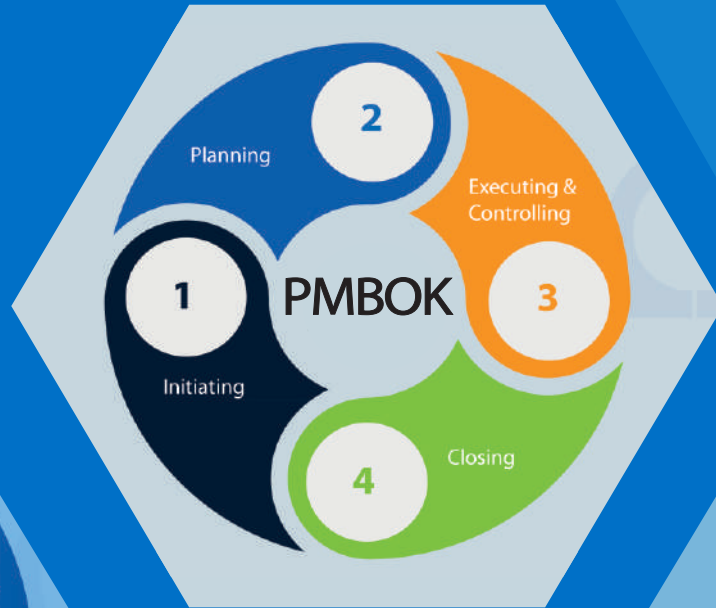 2
Planning
Executing &
Controlling
1
PMBOK
3
Initiating
Closing
4